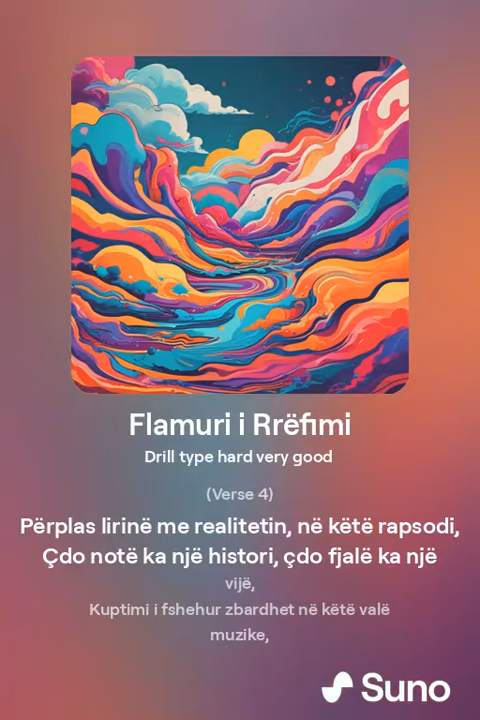 Flamuri i Rrëfimi
Drill type hard very good
(Verse 4)
Përplas lirinë me realitetin, në këtë rapsodi,
Çdo notë ka një histori, çdo fjalë ka një
vijë,
Kuptimi i fshehur zbardhet në këtë valë
muzike,
Suno